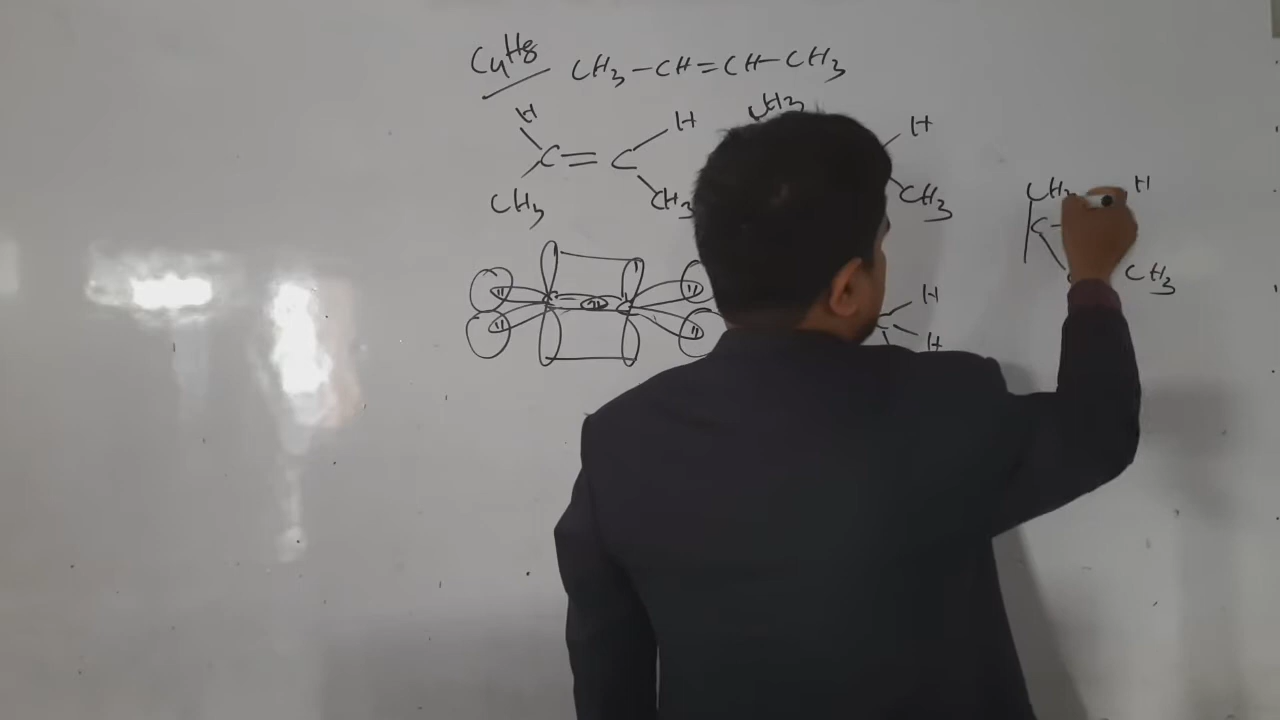 C4H8 CH3-CH=CH-CH3
H H CH3 H
C=C
CH3 CH3 CH3
CH3 H
C
CH3
H
C
H